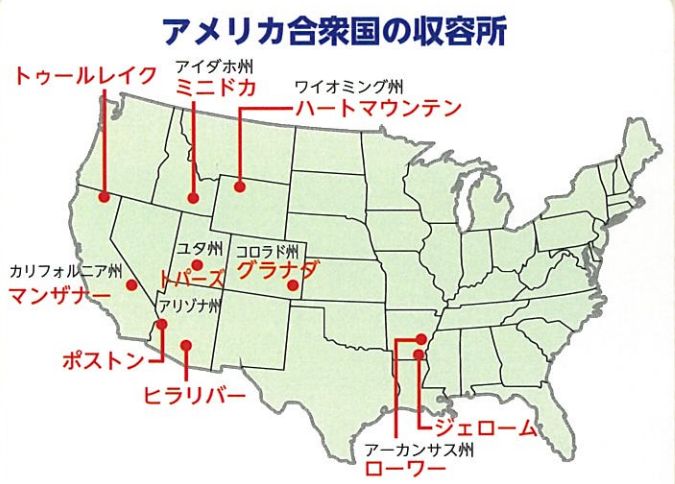 アメリカ合衆国の収容所
トゥールレイク
アイダホ州
ミニドカ
ワイオミング州
ハートマウンテン
ユタ州
トパーズ
コロラド州
グラナダ
カリフォルニア州
マンザナー
アリゾナ州
ポストン
ヒラリバー
ジェローム
アーカンサス州
ローワー